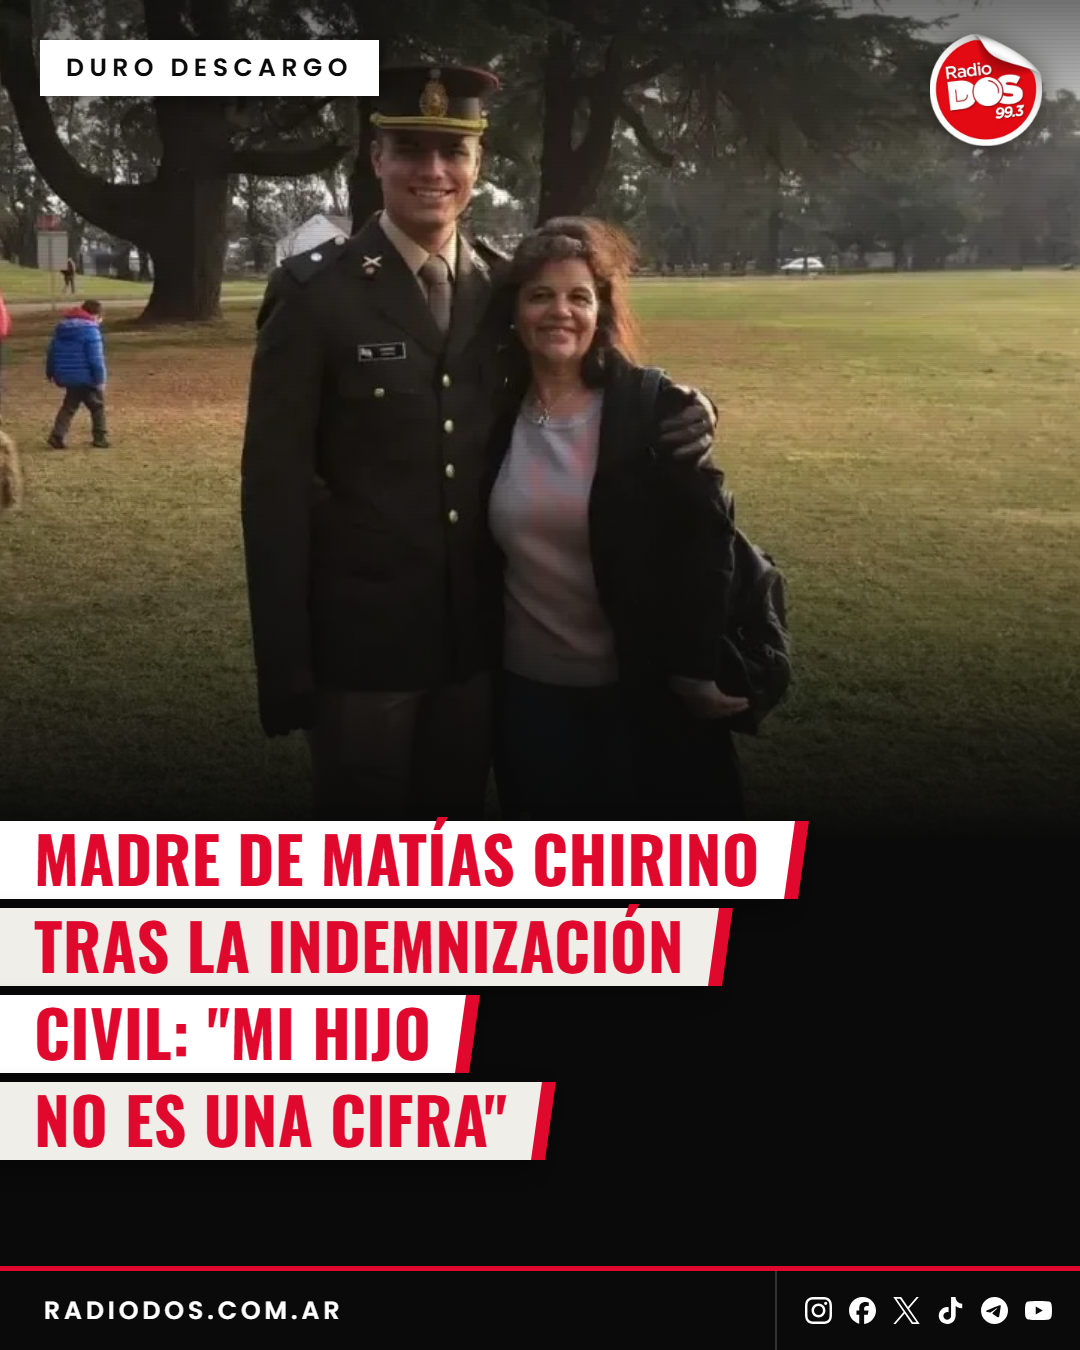 DURO DESCARGO
Radio
DOS
99.3
MADRE DE MATÍAS CHIRINO
TRAS LA INDEMNIZACIÓN
CIVIL: "MI HIJO
NO ES UNA CIFRA"
RADIODOS.COM.AR